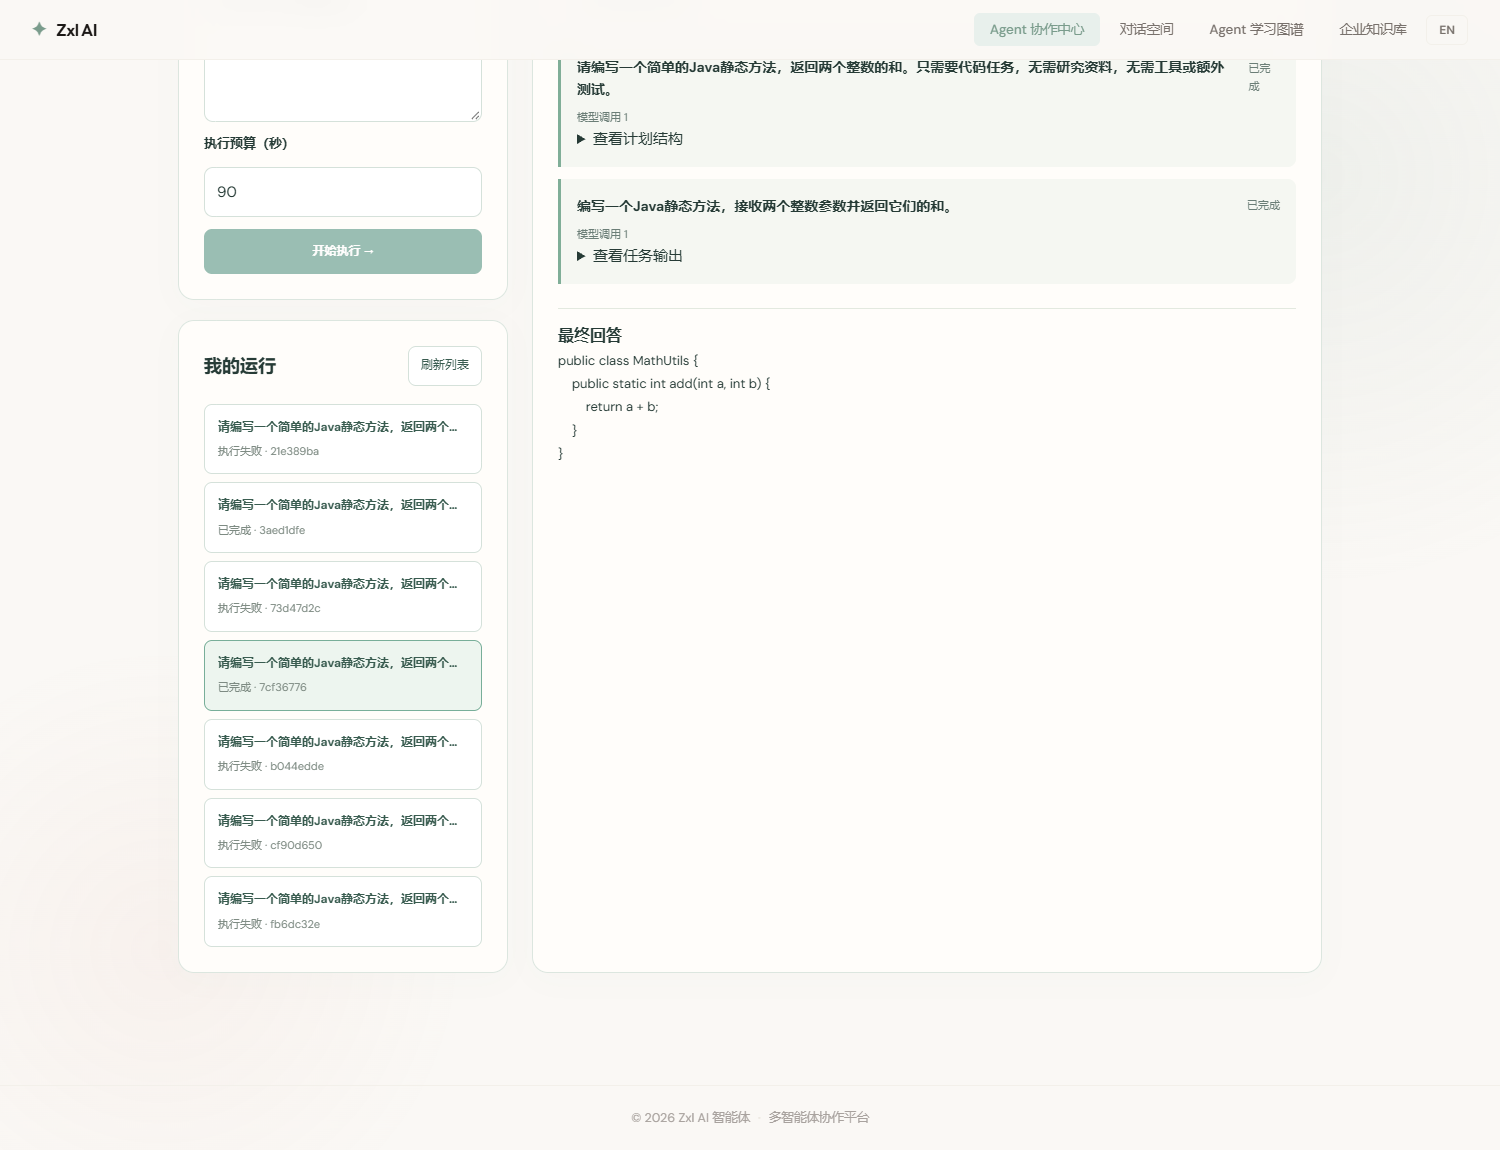 Zxl AI
Agent 协作中心
对话空间
Agent 学习图谱
企业知识库
EN
执行预算（秒）
90
开始执行 →
我的运行
刷新列表
请编写一个简单的Java静态方法，返回两个...
执行失败 · 21e389ba
请编写一个简单的Java静态方法，返回两个...
已完成 · 3aed1dfe
请编写一个简单的Java静态方法，返回两个...
执行失败 · 73d47d2c
请编写一个简单的Java静态方法，返回两个...
已完成 · 7cf36776
请编写一个简单的Java静态方法，返回两个...
执行失败 · b044edde
请编写一个简单的Java静态方法，返回两个...
执行失败 · cf90d650
请编写一个简单的Java静态方法，返回两个...
执行失败 · fb6dc32e
请编写一个简单的Java静态方法，返回两个整数的和。只需要代码任务，无需研究资料，无需工具或额外
测试。
已完
成
模型调用 1
▶ 查看计划结构
编写一个Java静态方法，接收两个整数参数并返回它们的和。
已完成
模型调用 1
▶ 查看任务输出
最终回答
public class MathUtils {
    public static int add(int a, int b) {
        return a + b;
    }
}
© 2026 Zxl AI 智能体 · 多智能体协作平台